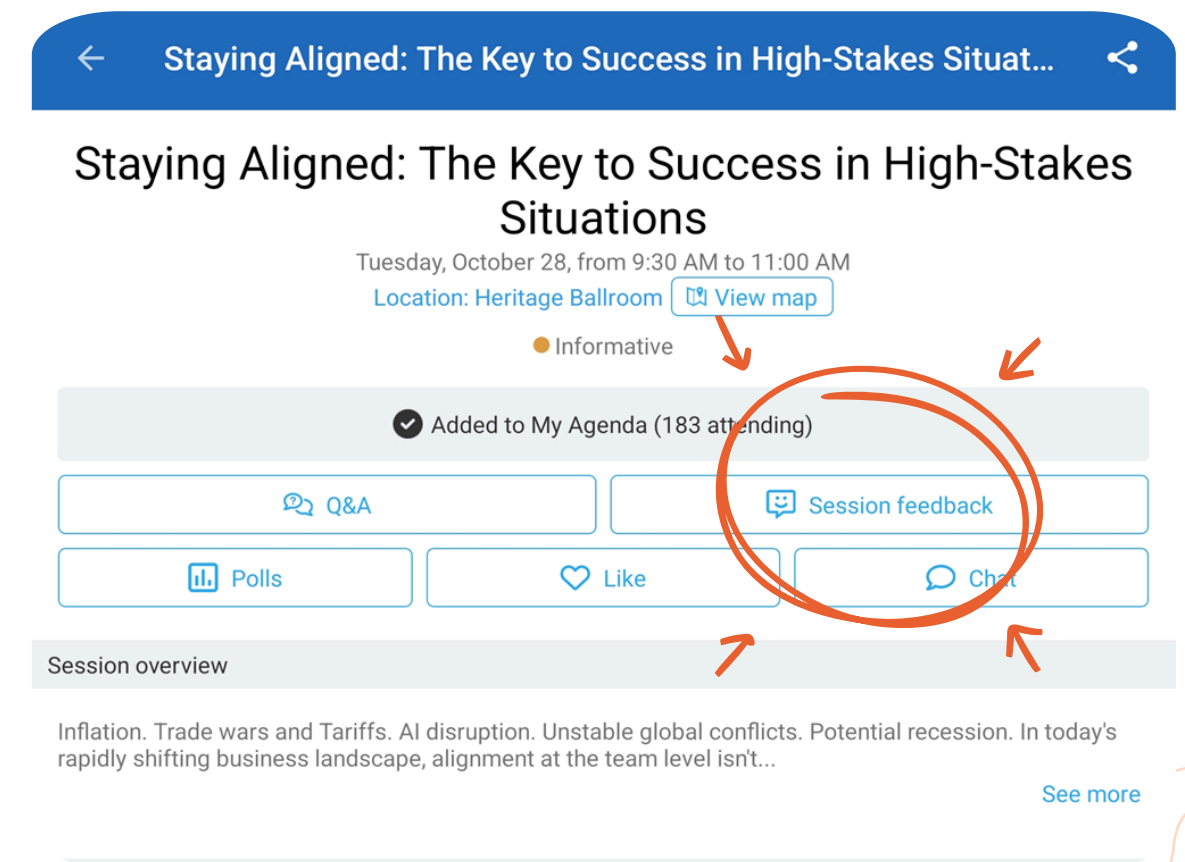 Staying Aligned: The Key to Success in High-Stakes Situat...
Staying Aligned: The Key to Success in High-Stakes
Situations
Tuesday, October 28, from 9:30 AM to 11:00 AM
Location: Heritage Ballroom View map
Informative
Added to My Agenda (183 attending)
Q&A Session feedback
Polls Like Chat
Session overview
Inflation. Trade wars and Tariffs. AI disruption. Unstable global conflicts. Potential recession. In today's
rapidly shifting business landscape, alignment at the team level isn't...
See more